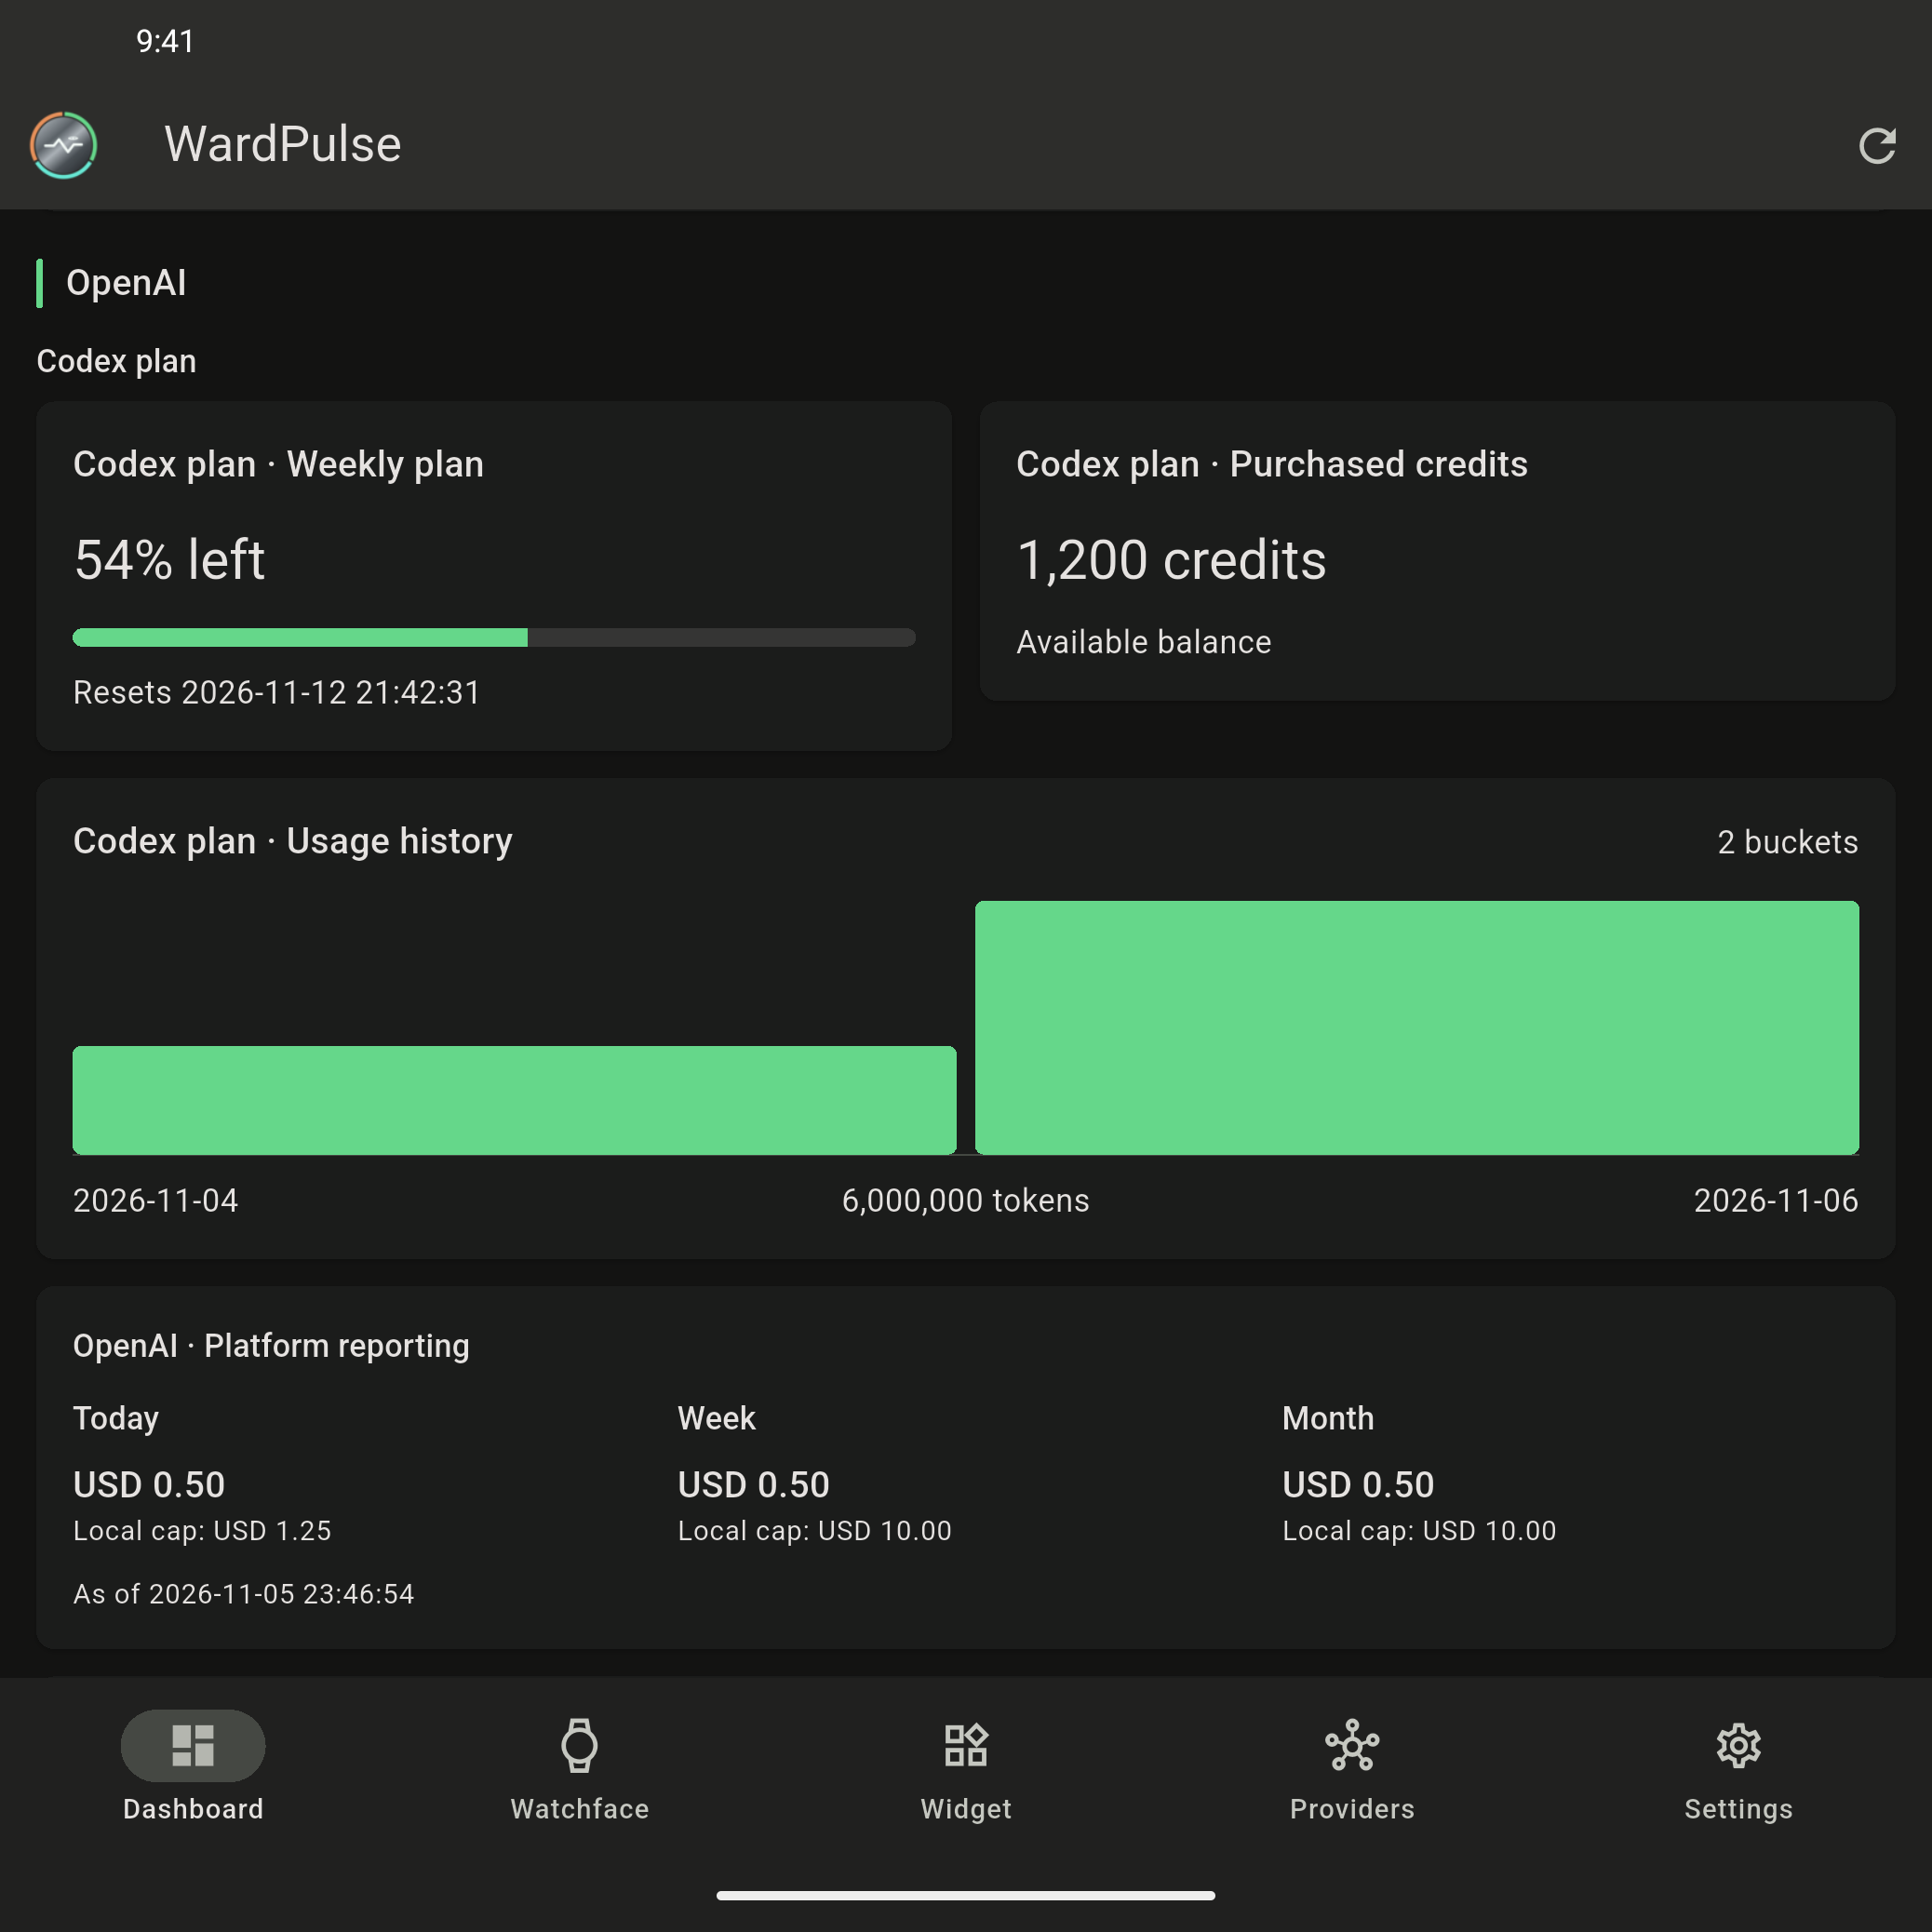 9:41
WardPulse
OpenAI
Codex plan
Codex plan · Weekly plan
54% left
Resets 2026-11-12 21:42:31
Codex plan · Purchased credits
1,200 credits
Available balance
Codex plan · Usage history
2 buckets
2026-11-04
6,000,000 tokens
2026-11-06
OpenAI · Platform reporting
Today
USD 0.50
Local cap: USD 1.25
Week
USD 0.50
Local cap: USD 10.00
Month
USD 0.50
Local cap: USD 10.00
As of 2026-11-05 23:46:54
Dashboard
Watchface
Widget
Providers
Settings